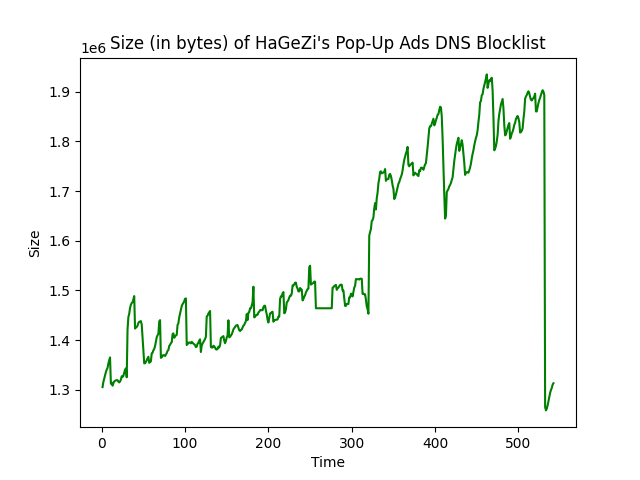 1e6
Size (in bytes) of HaGeZi's Pop-Up Ads DNS Blocklist
1.9
1.8
1.7
1.6
1.5
1.4
1.3
Size
0 100 200 300 400 500
Time